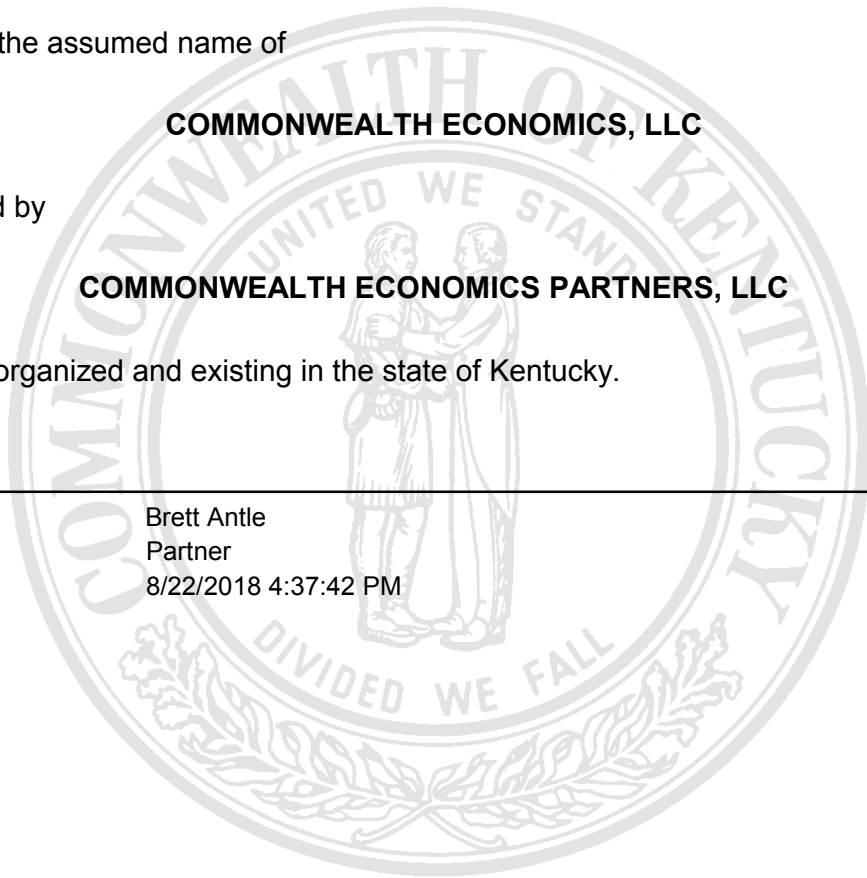 the assumed name of
COMMONWEALTH ECONOMICS, LLC
d by
COMMONWEALTH ECONOMICS PARTNERS, LLC
organized and existing in the state of Kentucky.
Brett Antle
Partner
8/22/2018 4:37:42 PM
COMMONWEALTH OF KENTUCKY
UNITED WE STAND
DIVIDED WE FALL